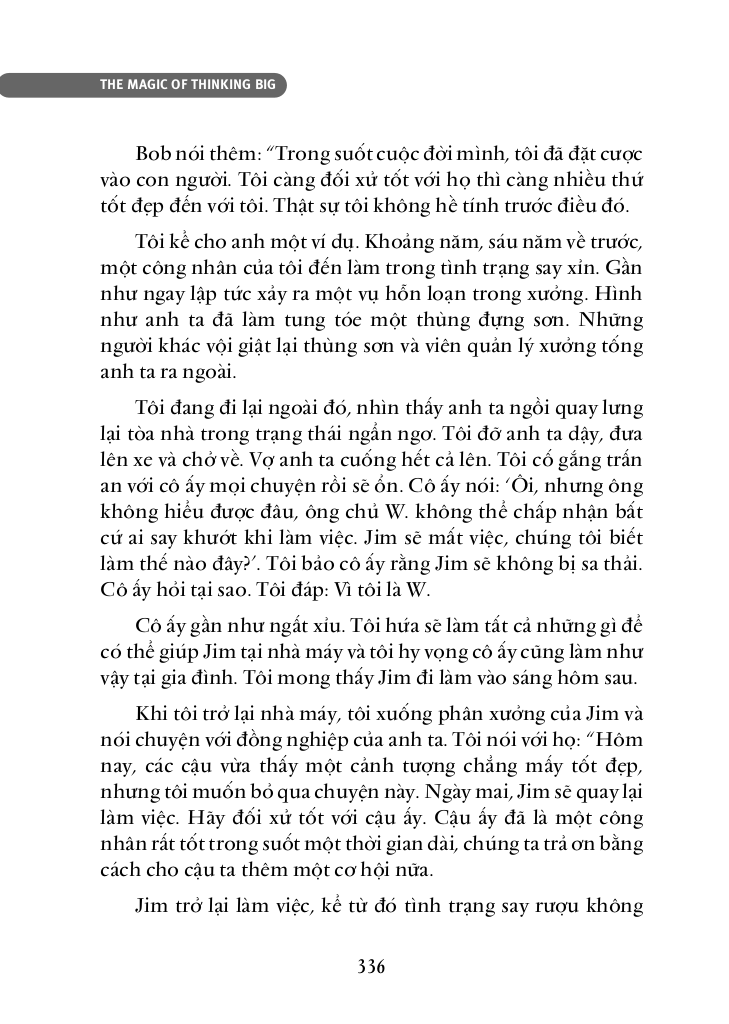 THE MAGIC OF THINKING BIG
Bob nói thêm: “Trong suốt cuộc đời mình, tôi đã đặt cược
vào con người. Tôi càng đối xử tốt với họ thì càng nhiều thứ
tốt đẹp đến với tôi. Thật sự tôi không hề tính trước điều đó.
Tôi kể cho anh một ví dụ. Khoảng năm, sáu năm về trước,
một công nhân của tôi đến làm trong tình trạng say xỉn. Gần
như ngay lập tức xảy ra một vụ hỗn loạn trong xưởng. Hình
như anh ta đã làm tung tóe một thùng đựng sơn. Những
người khác vội giật lại thùng sơn và viên quản lý xưởng tống
anh ta ra ngoài.
Tôi đang đi lại ngoài đó, nhìn thấy anh ta ngồi quay lưng
lại tòa nhà trong trạng thái ngẩn ngơ. Tôi đỡ anh ta dậy, đưa
lên xe và chở về. Vợ anh ta cuống hết cả lên. Tôi cố gắng trấn
an với cô ấy mọi chuyện rồi sẽ ổn. Cô ấy nói: ‘Ôi, nhưng ông
không hiểu được đâu, ông chủ W. không thể chấp nhận bất
cứ ai say khướt khi làm việc. Jim sẽ mất việc, chúng tôi biết
làm thế nào đây?’. Tôi bảo cô ấy rằng Jim sẽ không bị sa thải.
Cô ấy hỏi tại sao. Tôi đáp: Vì tôi là W.
Cô ấy gần như ngất xỉu. Tôi hứa sẽ làm tất cả những gì để
có thể giúp Jim tại nhà máy và tôi hy vọng cô ấy cũng làm như
vậy tại gia đình. Tôi mong thấy Jim đi làm vào sáng hôm sau.
Khi tôi trở lại nhà máy, tôi xuống phân xưởng của Jim và
nói chuyện với đồng nghiệp của anh ta. Tôi nói với họ: “Hôm
nay, các cậu vừa thấy một cảnh tượng chẳng mấy tốt đẹp,
nhưng tôi muốn bỏ qua chuyện này. Ngày mai, Jim sẽ quay lại
làm việc. Hãy đối xử tốt với cậu ấy. Cậu ấy đã là một công
nhân rất tốt trong suốt một thời gian dài, chúng ta trả ơn bằng
cách cho cậu ta thêm một cơ hội nữa.
Jim trở lại làm việc, kể từ đó tình trạng say rượu không
336